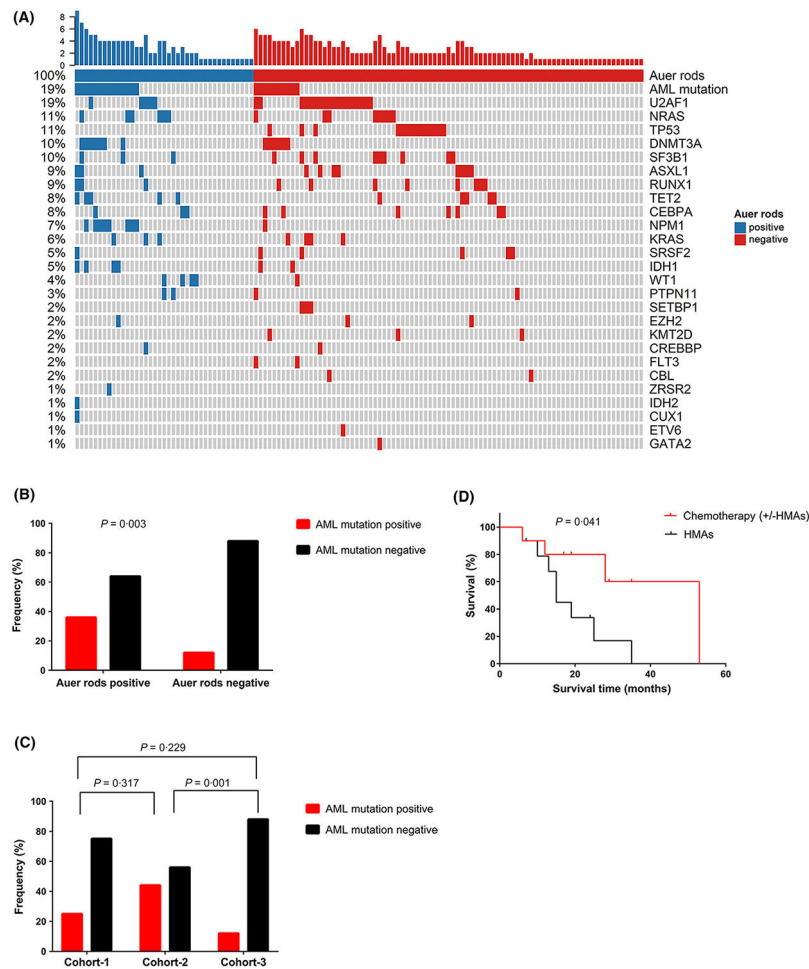 (A)
8
6
4
2
0
100% Auer rods
19% AML mutation
19% U2AF1
11% NRAS
11% TP53
10% DNMT3A
10% SF3B1
9% ASXL1
9% RUNX1
8% TET2
8% CEBPA
7% NPM1
6% KRAS
5% SRSF2
5% IDH1
4% WT1
3% PTPN11
2% SETBP1
2% EZH2
2% KMT2D
2% CREBBP
2% FLT3
2% CBL
1% ZRSR2
1% IDH2
1% CUX1
1% ETV6
1% GATA2
Auer rods
positive
negative
(B)
P = 0·003
Frequency (%)
100
80
60
40
20
0
Auer rods positive Auer rods negative
AML mutation positive
AML mutation negative
(D)
P = 0·041
Survival (%)
100
80
60
40
20
0
0 20 40 60
Survival time (months)
Chemotherapy (+/-HMAs)
HMAs
(C)
P = 0·229
P = 0·317 P = 0·001
Frequency (%)
100
80
60
40
20
0
Cohort-1 Cohort-2 Cohort-3
AML mutation positive
AML mutation negative